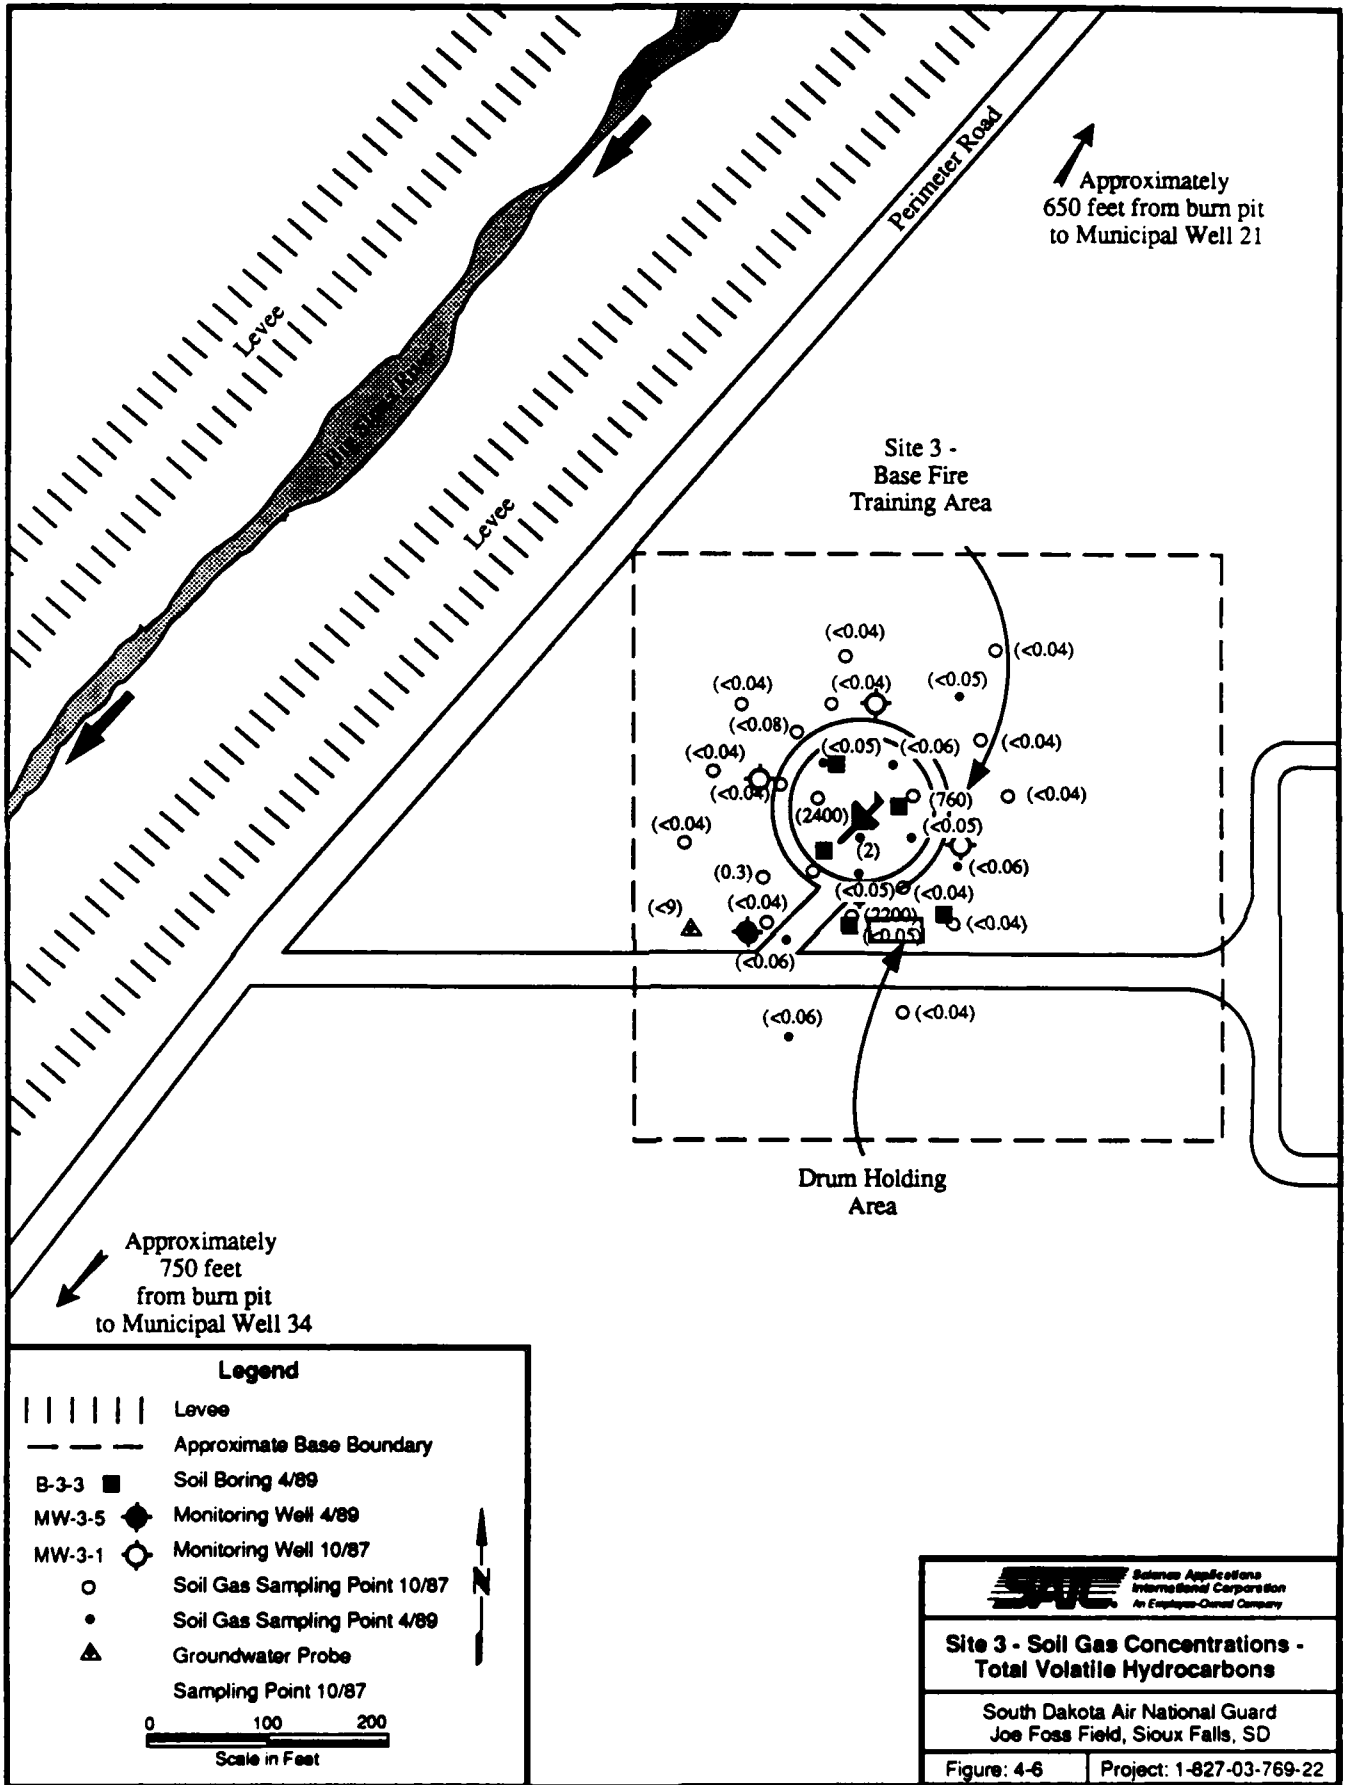 Perimeter Road
Approximately
650 feet from burn pit
to Municipal Well 21
Levee
Big Sioux River
Levee
Site 3 -
Base Fire
Training Area
(<0.04)
(<0.04)
(<0.04)
(<0.04)
(<0.05)
(<0.08)
(<0.05)
(<0.06)
(<0.04)
(<0.04)
(<0.04)
(760)
(<0.04)
(2400)
(<0.04)
(<0.05)
(2)
(<0.06)
(0.3)
(<0.05)
(<0.04)
(<9)
(<0.04)
(2200)
(<0.04)
(<0.05)
(<0.06)
(<0.06)
(<0.04)
Drum Holding
Area
Approximately
750 feet
from burn pit
to Municipal Well 34
Legend
Levee
Approximate Base Boundary
B-3-3 Soil Boring 4/89
MW-3-5 Monitoring Well 4/89
MW-3-1 Monitoring Well 10/87
Soil Gas Sampling Point 10/87
Soil Gas Sampling Point 4/89
Groundwater Probe
Sampling Point 10/87
N
0 100 200
Scale in Feet
SAIC
Science Applications
International Corporation
An Employee-Owned Company
Site 3 - Soil Gas Concentrations -
Total Volatile Hydrocarbons
South Dakota Air National Guard
Joe Foss Field, Sioux Falls, SD
Figure: 4-6 Project: 1-827-03-769-22